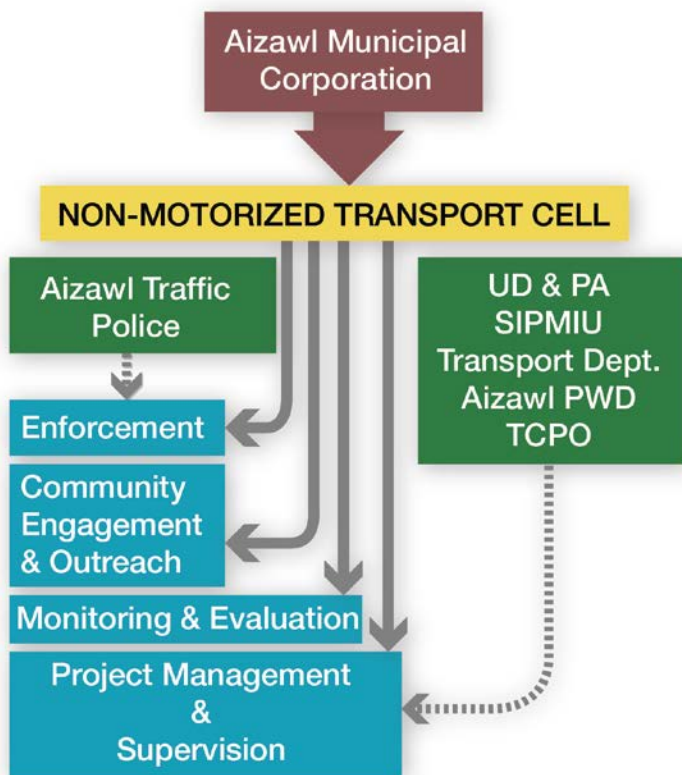 Aizawl Municipal
Corporation
NON-MOTORIZED TRANSPORT CELL
Aizawl Traffic
Police
UD & PA
SIPMIU
Transport Dept.
Aizawl PWD
TCPO
Enforcement
Community
Engagement
& Outreach
Monitoring & Evaluation
Project Management
&
Supervision